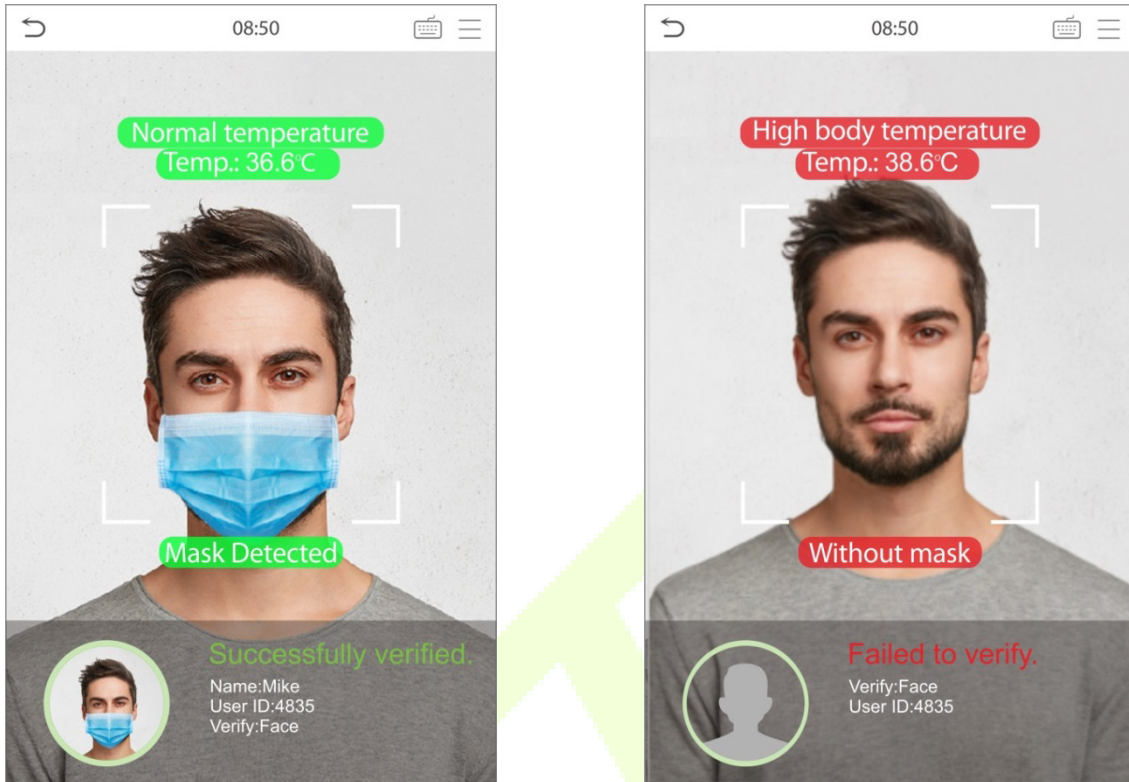 08:50
Normal temperature
Temp.: 36.6°C
Mask Detected
Successfully verified.
Name:Mike
User ID:4835
Verify:Face
08:50
High body temperature
Temp.: 38.6°C
Without mask
Failed to verify.
Verify:Face
User ID:4835